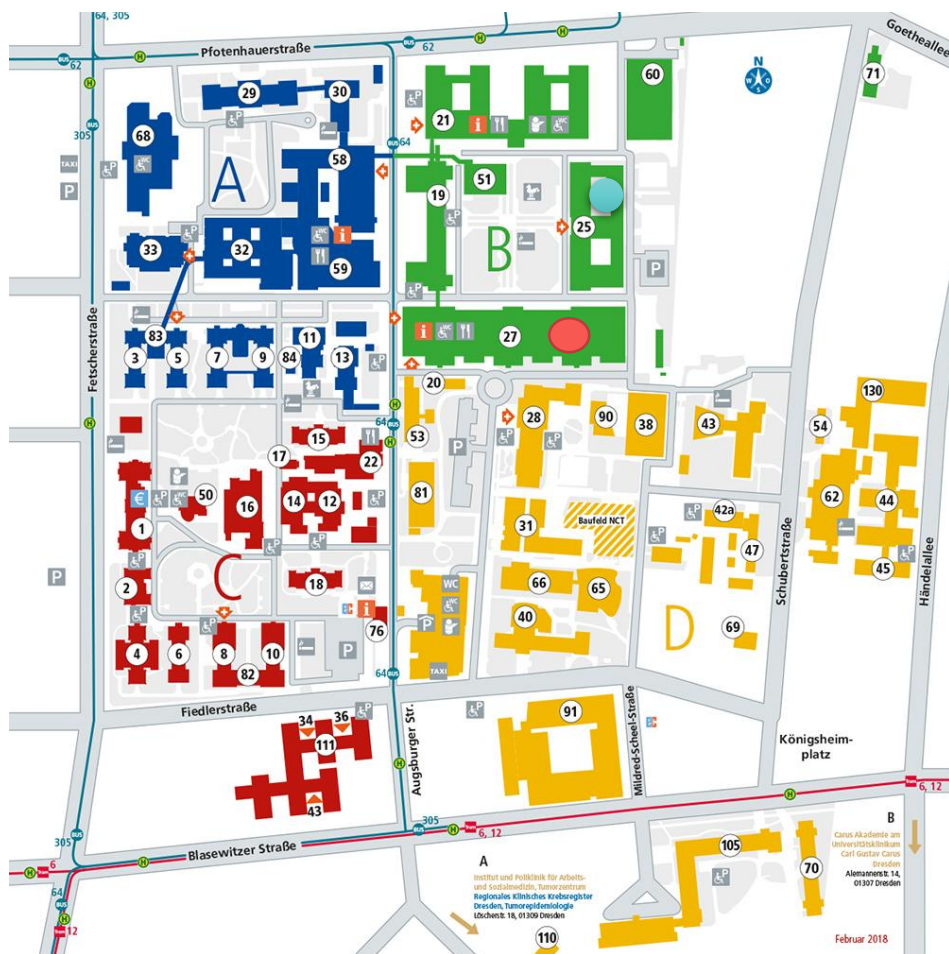 64, 305
Pfotenhauerstraße
62
62
Goetheallee
29
30
60
71
21
N
W
O
S
68
305
64
58
A
51
TAXI
P
19
25
B
33
32
59
P
Fetscherstraße
83
3
5
7
9
84
11
13
27
20
130
28
90
38
43
54
64
15
17
22
53
P
50
16
14
12
81
62
44
€
1
31
Baufeld NCT
42a
47
45
Schubertstraße
Händelallee
P
2
C
18
66
65
WC
40
D
69
76
P
P
4
6
8
10
82
64
TAXI
Fiedlerstraße
34
36
111
43
Augsburger Str.
91
Mildred-Scheel-Straße
Königsheim-
platz
6, 12
305
6, 12
305
Blasewitzer Straße
6
64
12
A
Institut und Poliklinik für Arbeits-
und Sozialmedizin, Tumorzentrum
Regionales Klinisches Krebsregister
Dresden, Tumorepidemiologie
Löscherstr. 18, 01309 Dresden
110
105
70
B
Carus Akademie am
Universitätsklinikum
Carl Gustav Carus
Dresden
Alemannenstr. 14,
01307 Dresden
Februar 2018